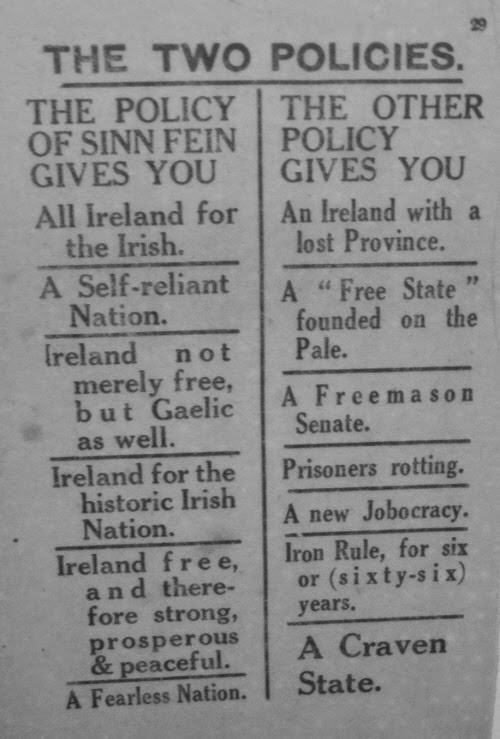 29
THE TWO POLICIES.
THE POLICY
OF SINN FEIN
GIVES YOU
All Ireland for
the Irish.
A Self-reliant
Nation.
Ireland not
merely free,
but Gaelic
as well.
Ireland for the
historic Irish
Nation.
Ireland free,
and there-
fore strong,
prosperous
& peaceful.
A Fearless Nation.
THE OTHER
POLICY
GIVES YOU
An Ireland with a
lost Province.
A "Free State"
founded on the
Pale.
A Freemason
Senate.
Prisoners rotting.
A new Jobocracy.
Iron Rule, for six
or (sixty-six)
years.
A Craven
State.